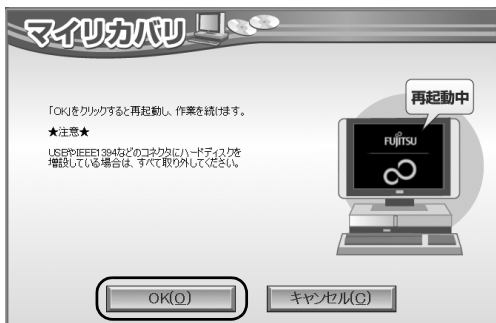 マイリカバリ
「OK」をクリックすると再起動し、作業を続けます。
★注意★
USBやIEEE1394などのコネクタにハードディスクを
増設している場合は、すべて取り外してください。
再起動中
FUJITSU
OK(O)
キャンセル(C)